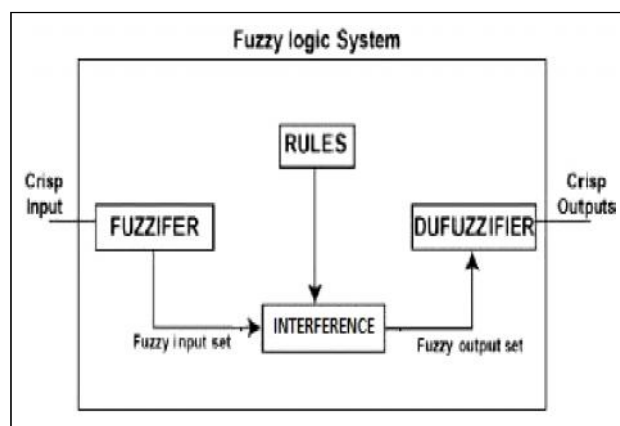 Fuzzy logic System
RULES
Crisp
Input
Crisp
Outputs
FUZZIFER
DUFUZZIFIER
INTERFERENCE
Fuzzy input set
Fuzzy output set